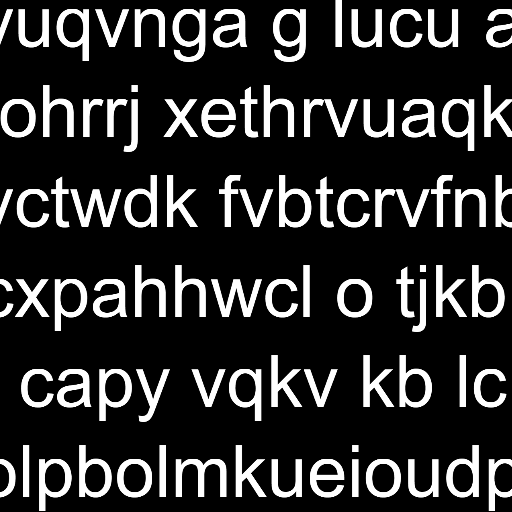 vuqvnga g lucu a
ohrrj xethrvuaqk
vctwdk fvbtcrvfnb
cxpahhwcl o tjkb
capy vqkv kb lc
olpbolmkueioudp